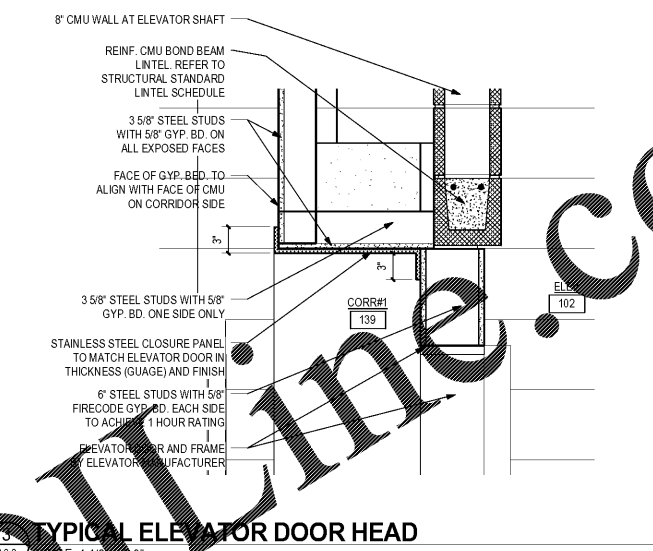 8" CMU WALL AT ELEVATOR SHAFT
REINF. CMU BOND BEAM
LINTEL. REFER TO
STRUCTURAL STANDARD
LINTEL SCHEDULE
3 5/8" STEEL STUDS
WITH 5/8" GYP. BD. ON
ALL EXPOSED FACES
FACE OF GYP. BED. TO
ALIGN WITH FACE OF CMU
ON CORRIDOR SIDE
3"
3"
3 5/8" STEEL STUDS WITH 5/8"
GYP. BD. ONE SIDE ONLY
CORR#1
139
102
STAINLESS STEEL CLOSURE PANEL
TO MATCH ELEVATOR DOOR IN
THICKNESS (GUAGE) AND FINISH
6" STEEL STUDS WITH 5/8"
FIRECODE GYP. BD. EACH SIDE
TO ACHIEVE 1 HOUR RATING
ELEVATOR DOOR AND FRAME
BY ELEVATOR MANUFACTURER
3 TYPICAL ELEVATOR DOOR HEAD
Line.co